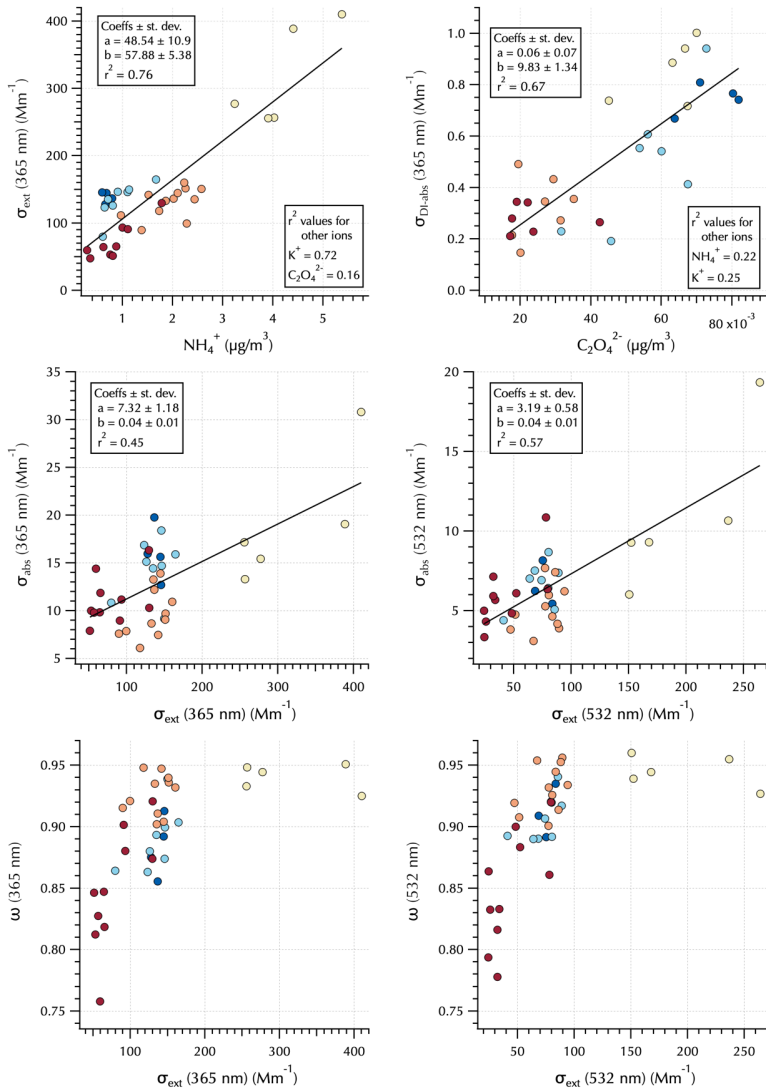 400
300
200
100
0
σext (365 nm) (Mm-1)
Coeffs ± st. dev.
a = 48.54 ± 10.9
b = 57.88 ± 5.38
r2 = 0.76
r2 values for
other ions
K+ = 0.72
C2O42- = 0.16
1 2 3 4 5
NH4+ (µg/m3)
1.0
0.8
0.6
0.4
0.2
0.0
σDI-abs (365 nm) (Mm-1)
Coeffs ± st. dev.
a = 0.06 ± 0.07
b = 9.83 ± 1.34
r2 = 0.67
r2 values for
other ions
NH4+ = 0.22
K+ = 0.25
20 40 60 80 x10-3
C2O42- (µg/m3)
35
30
25
20
15
10
5
σabs (365 nm) (Mm-1)
Coeffs ± st. dev.
a = 7.32 ± 1.18
b = 0.04 ± 0.01
r2 = 0.45
100 200 300 400
σext (365 nm) (Mm-1)
20
15
10
5
σabs (532 nm) (Mm-1)
Coeffs ± st. dev.
a = 3.19 ± 0.58
b = 0.04 ± 0.01
r2 = 0.57
50 100 150 200 250
σext (532 nm) (Mm-1)
0.95
0.90
0.85
0.80
0.75
ω (365 nm)
100 200 300 400
σext (365 nm) (Mm-1)
0.95
0.90
0.85
0.80
0.75
ω (532 nm)
50 100 150 200 250
σext (532 nm) (Mm-1)